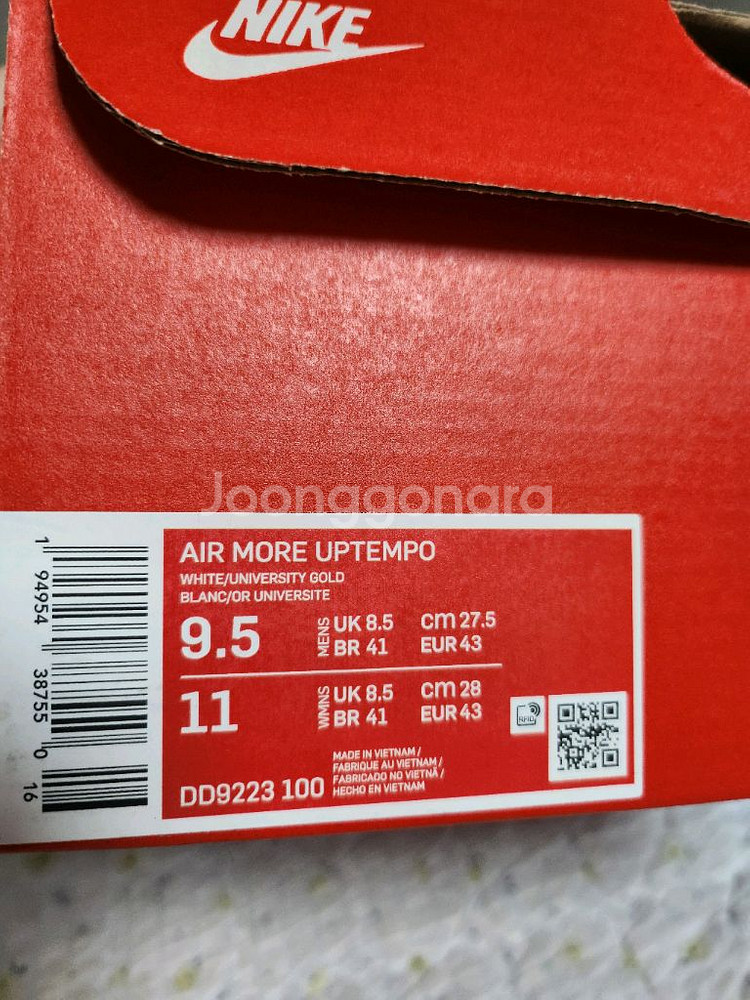 NIKE
Joonggonara
AIR MORE UPTEMPO
WHITE/UNIVERSITY GOLD
BLANC/OR UNIVERSITE
9.5 MENS UK 8.5 cm 27.5
BR 41 EUR 43
11 WMNS UK 8.5 cm 28
BR 41 EUR 43
RFID
DD9223 100
MADE IN VIETNAM /
FABRIQUE AU VIETNAM /
FABRICADO NO VIETNÃ /
HECHO EN VIETNAM
1 94954 38755 0 16